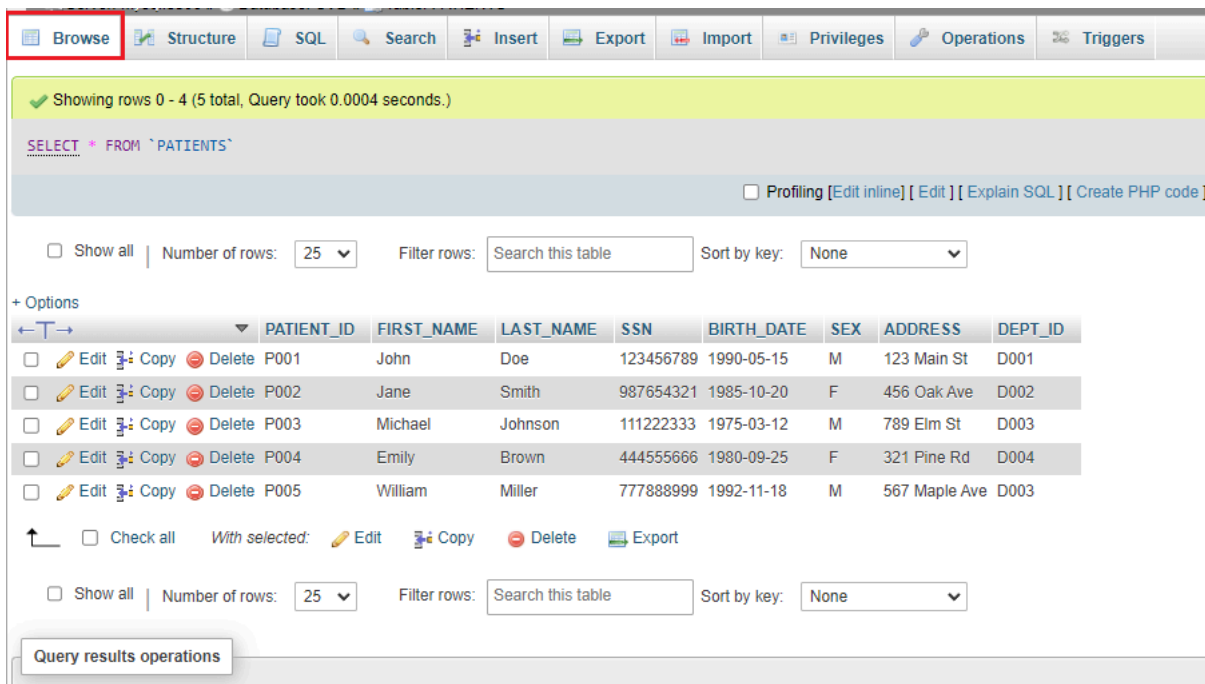 Browse Structure SQL Search Insert Export Import Privileges Operations Triggers
Showing rows 0 - 4 (5 total, Query took 0.0004 seconds.)
SELECT * FROM `PATIENTS`
Profiling [Edit inline] [ Edit ] [ Explain SQL ] [ Create PHP code ]
Show all | Number of rows: 25 Filter rows: Search this table Sort by key: None
+ Options
←T→ PATIENT_ID FIRST_NAME LAST_NAME SSN BIRTH_DATE SEX ADDRESS DEPT_ID
Edit Copy Delete P001 John Doe 123456789 1990-05-15 M 123 Main St D001
Edit Copy Delete P002 Jane Smith 987654321 1985-10-20 F 456 Oak Ave D002
Edit Copy Delete P003 Michael Johnson 111222333 1975-03-12 M 789 Elm St D003
Edit Copy Delete P004 Emily Brown 444555666 1980-09-25 F 321 Pine Rd D004
Edit Copy Delete P005 William Miller 777888999 1992-11-18 M 567 Maple Ave D003
Check all With selected: Edit Copy Delete Export
Show all | Number of rows: 25 Filter rows: Search this table Sort by key: None
Query results operations